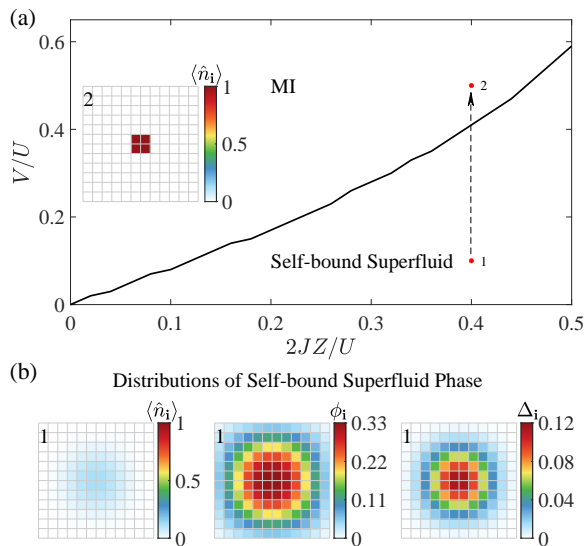 (a)
0.6
0.4
0.2
0
V/U
⟨n̂ᵢ⟩
2
1
0.5
0
MI
2
Self-bound Superfluid
1
0 0.1 0.2 0.3 0.4 0.5
2JZ/U
(b)
Distributions of Self-bound Superfluid Phase
⟨n̂ᵢ⟩ ϕᵢ Δᵢ
1 1 1 0.33 1 0.12
0.22 0.08
0.5 0.11 0.04
0 0 0